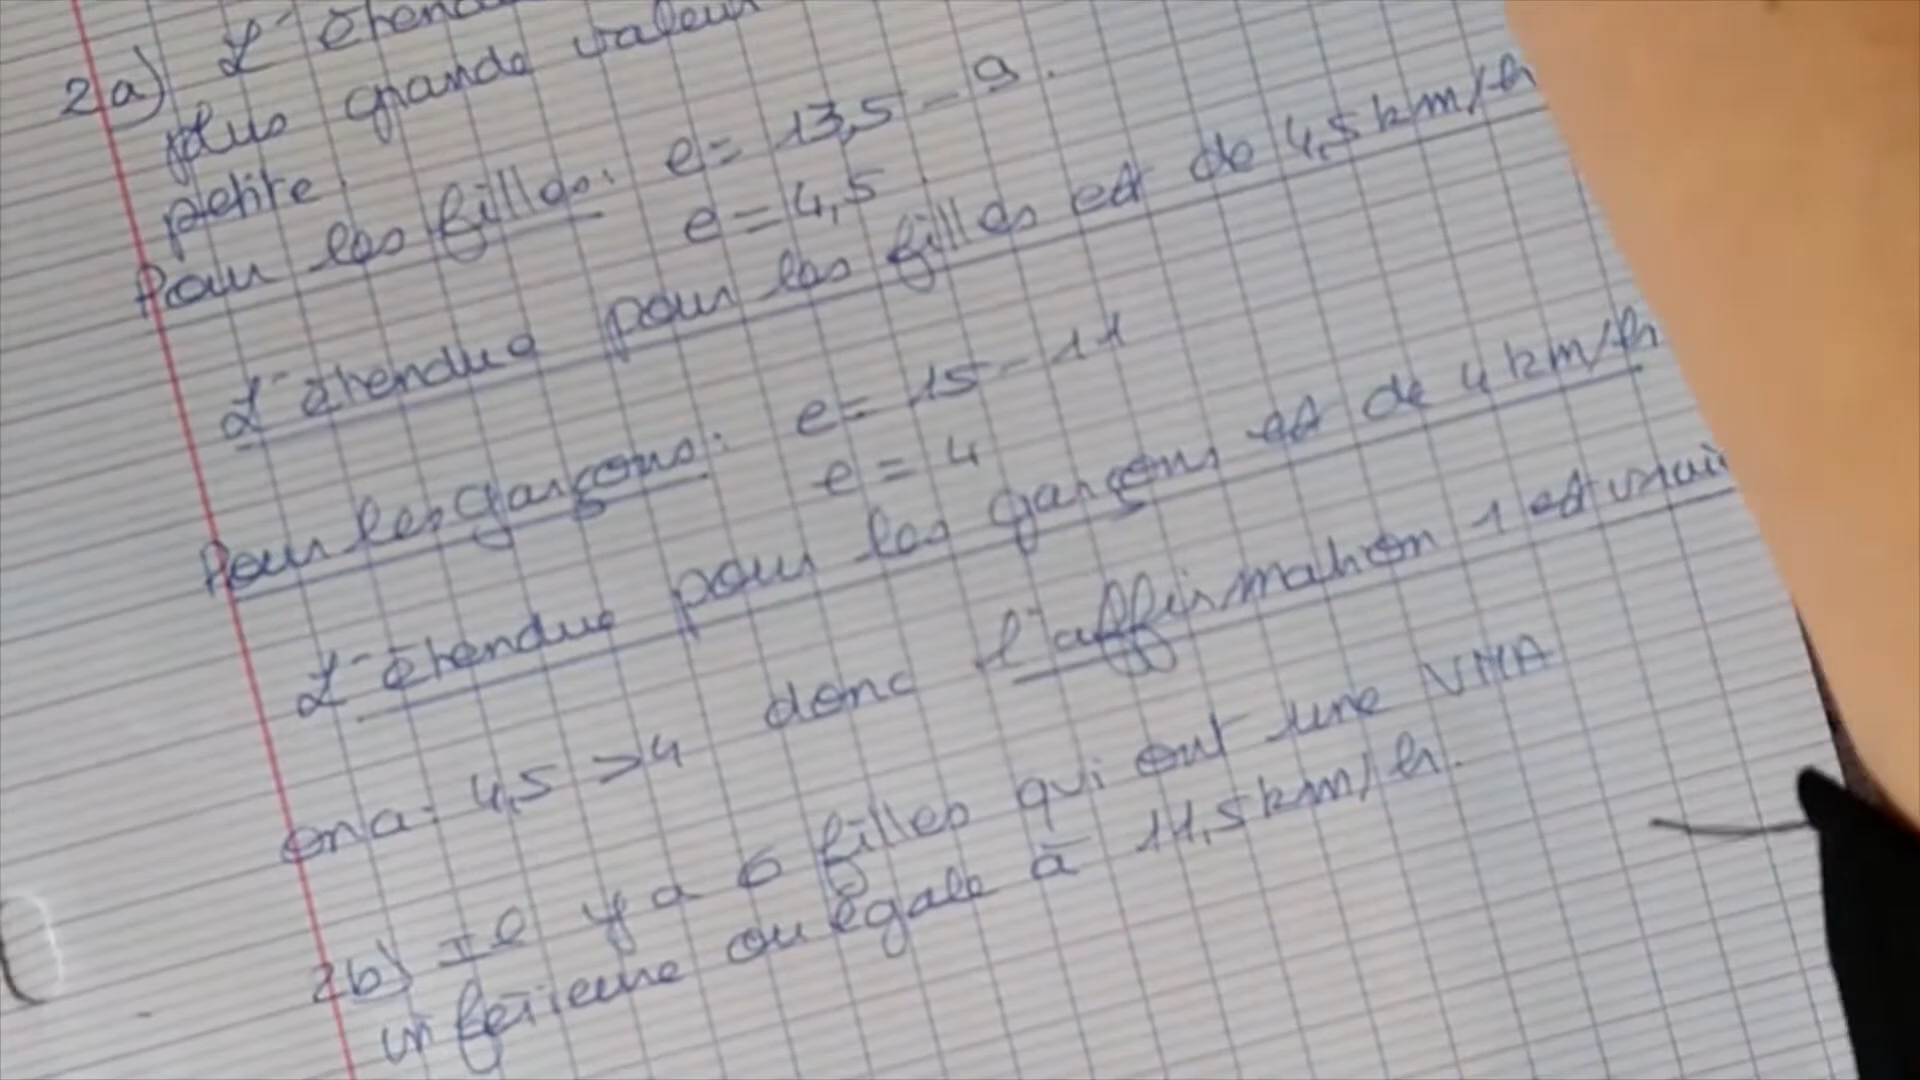 2a) L'étendu
plus grande valeur
petite.
Pour les filles: e = 13,5 - 9.
e = 4,5
L'étendue pour les filles est de 4,5 km/h
Pour les garçons: e = 15 - 11
e = 4
L'étendue pour les garçons est de 4 km/h
on a: 4,5 > 4 donc l'affirmation 1 est vrai
2b) Il y a 6 filles qui ont une VMA
inférieure ou égale à 11,5 km/h.